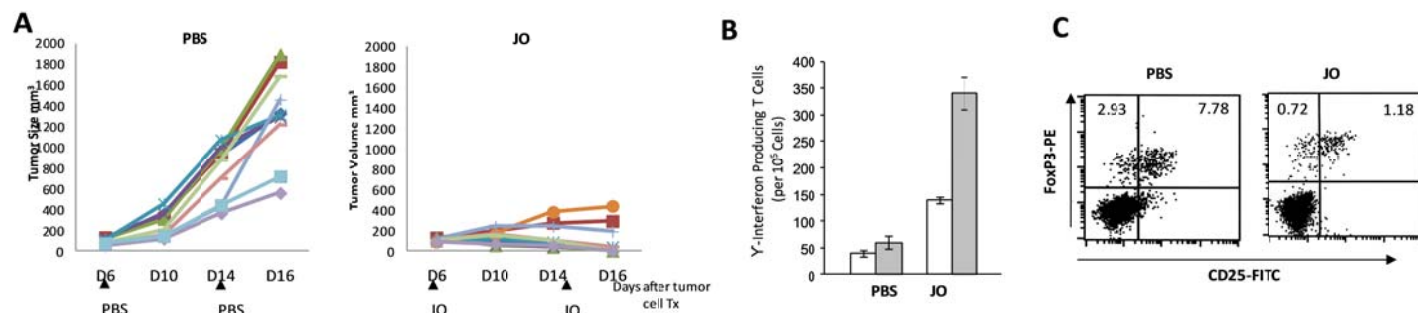 A
PBS
Tumor Size mm³
2000
1800
1600
1400
1200
1000
800
600
400
200
0
D6 D10 D14 D16
PBS PBS
JO
Tumor Volume mm³
2000
1800
1600
1400
1200
1000
800
600
400
200
0
D6 D10 D14 D16
Days after tumor
cell Tx
JO JO
B
Y-Interferon Producing T Cells
(per 10⁵ Cells)
400
350
300
250
200
150
100
50
0
PBS JO
C
PBS JO
2.93 7.78
0.72 1.18
FoxP3-PE
CD25-FITC